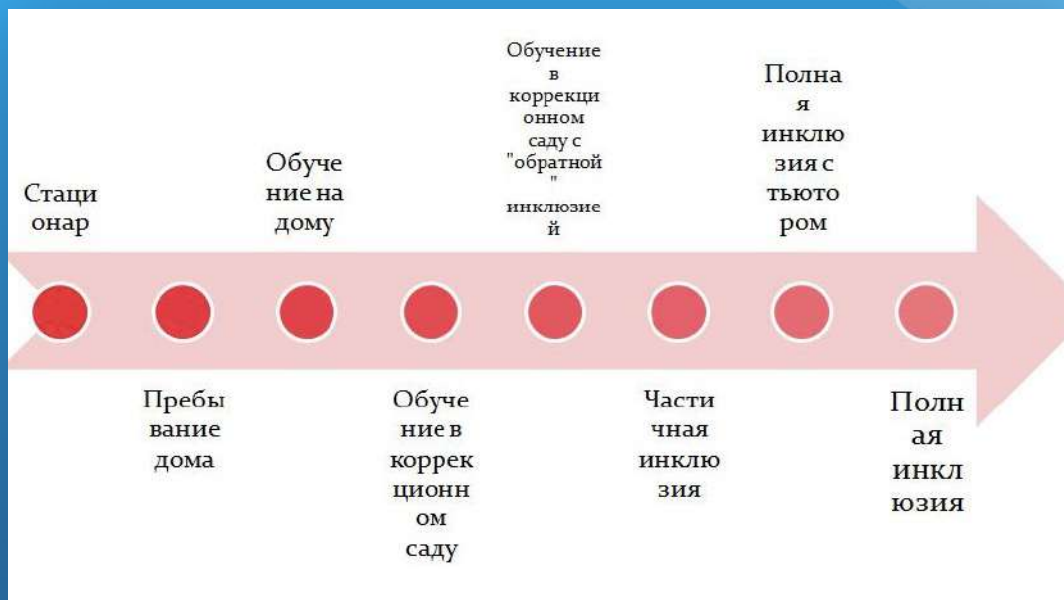 Стаци
онар
Пребы
вание
дома
Обуче
ние на
дому
Обуче
ние в
коррек
ционн
ом
саду
Обучение
в
коррекци
онном
саду с
"обратной
"
инклюзие
й
Части
чная
инклю
зия
Полна
я
инклю
зия с
тьюто
ром
Полн
ая
инкл
юзия